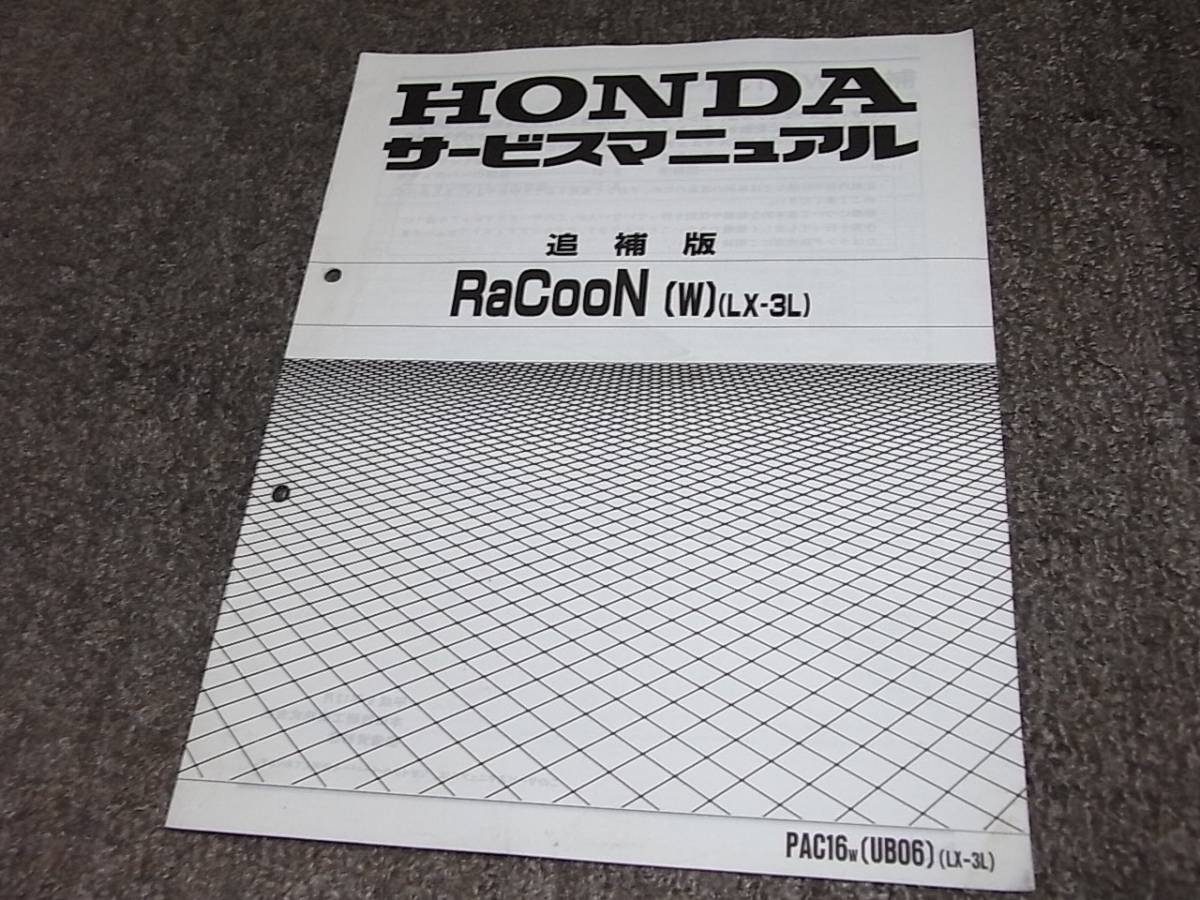 HONDA
サービスマニュアル
追補版
RaCooN (W)(LX-3L)
PAC16W(UB06)(LX-3L)